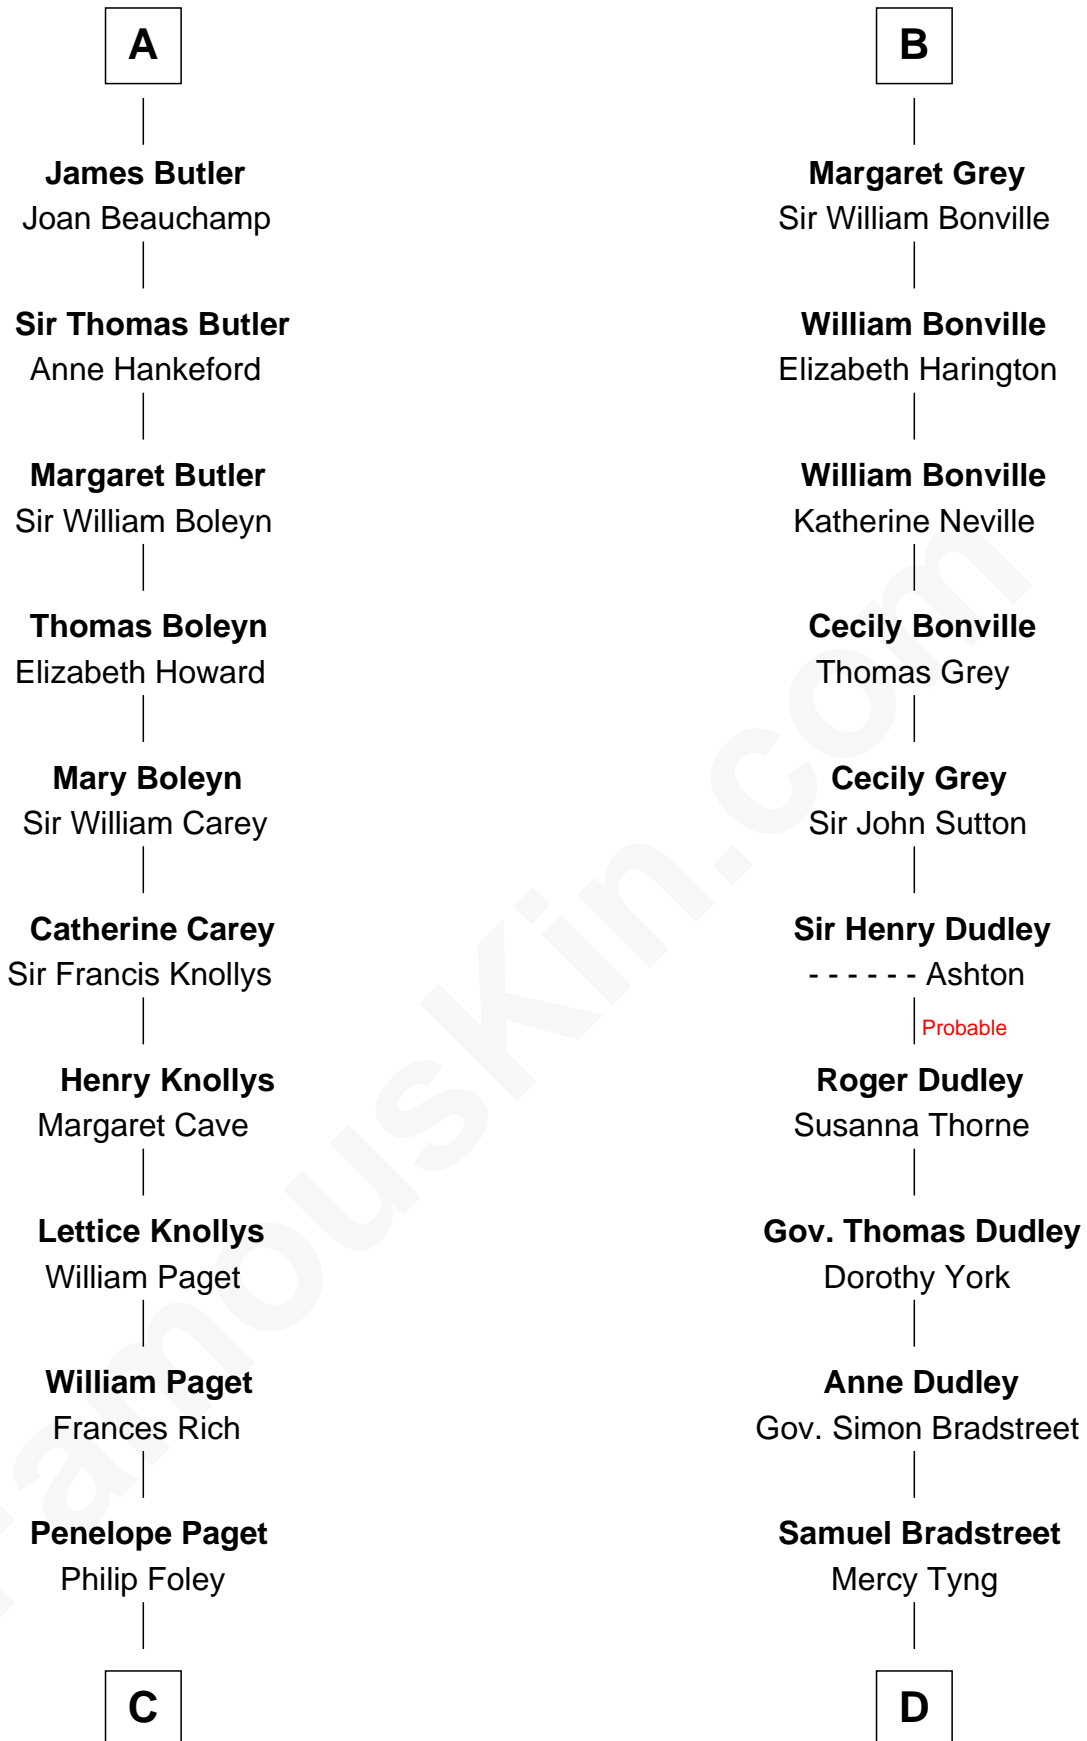 A
James Butler
Joan Beauchamp
Sir Thomas Butler
Anne Hankeford
Margaret Butler
Sir William Boleyn
Thomas Boleyn
Elizabeth Howard
Mary Boleyn
Sir William Carey
Catherine Carey
Sir Francis Knollys
Henry Knollys
Margaret Cave
Lettice Knollys
William Paget
William Paget
Frances Rich
Penelope Paget
Philip Foley
C
B
Margaret Grey
Sir William Bonville
William Bonville
Elizabeth Harington
William Bonville
Katherine Neville
Cecily Bonville
Thomas Grey
Cecily Grey
Sir John Sutton
Sir Henry Dudley
- - - - - - Ashton
Probable
Roger Dudley
Susanna Thorne
Gov. Thomas Dudley
Dorothy York
Anne Dudley
Gov. Simon Bradstreet
Samuel Bradstreet
Mercy Tyng
D
FamousKin.com